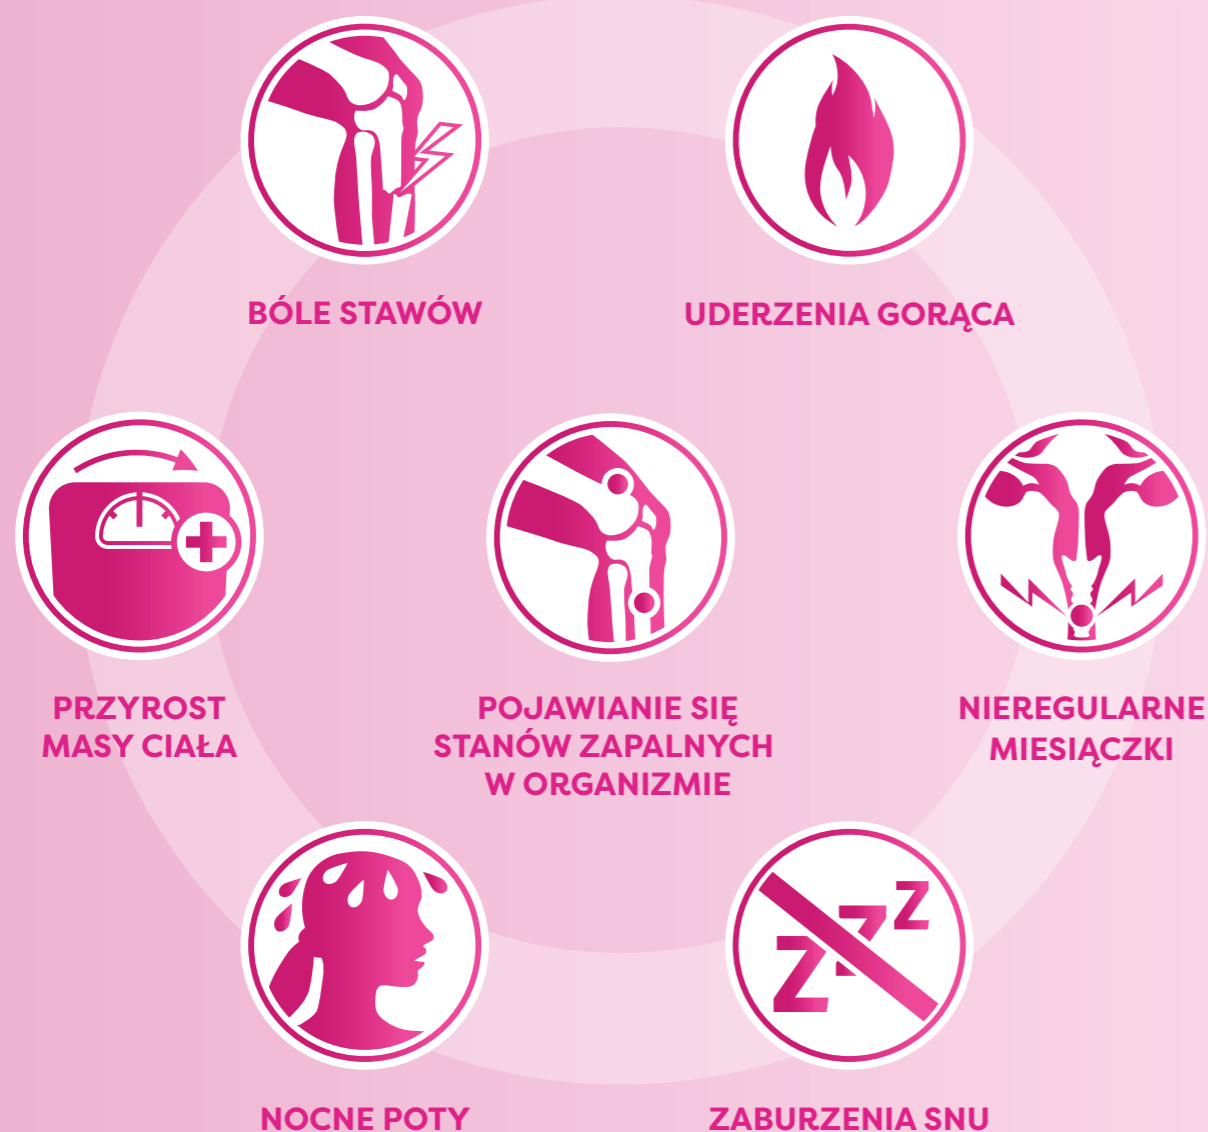 BÓLE STAWÓW
UDERZENIA GORĄCA
PRZYROST
MASY CIAŁA
POJAWIANIE SIĘ
STANÓW ZAPALNYCH
W ORGANIZMIE
NIEREGULARNE
MIESIĄCZKI
NOCNE POTY
ZABURZENIA SNU